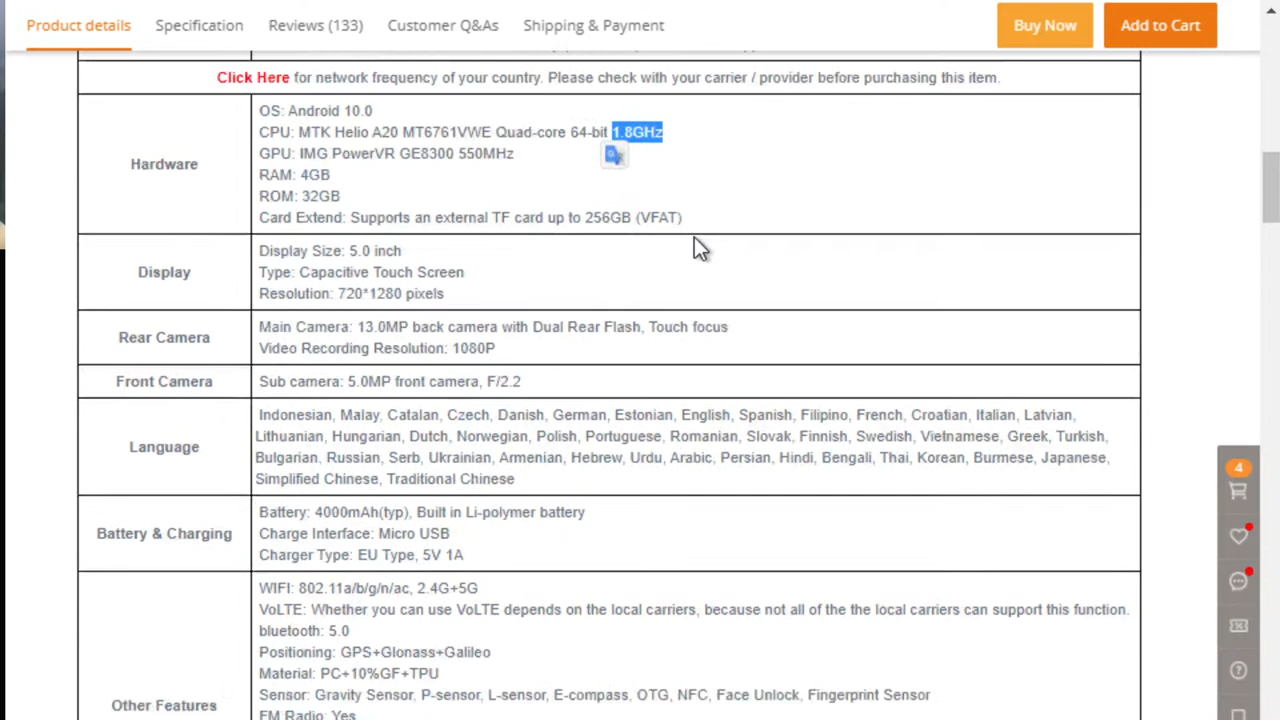 Product details
Specification
Reviews (133)
Customer Q&As
Shipping & Payment
Buy Now
Add to Cart
Click Here for network frequency of your country. Please check with your carrier / provider before purchasing this item.
Hardware
OS: Android 10.0
CPU: MTK Helio A20 MT6761VWE Quad-core 64-bit 1.8GHz
GPU: IMG PowerVR GE8300 550MHz
RAM: 4GB
ROM: 32GB
Card Extend: Supports an external TF card up to 256GB (VFAT)
Display
Display Size: 5.0 inch
Type: Capacitive Touch Screen
Resolution: 720*1280 pixels
Rear Camera
Main Camera: 13.0MP back camera with Dual Rear Flash, Touch focus
Video Recording Resolution: 1080P
Front Camera
Sub camera: 5.0MP front camera, F/2.2
Language
Indonesian, Malay, Catalan, Czech, Danish, German, Estonian, English, Spanish, Filipino, French, Croatian, Italian, Latvian,
Lithuanian, Hungarian, Dutch, Norwegian, Polish, Portuguese, Romanian, Slovak, Finnish, Swedish, Vietnamese, Greek, Turkish,
Bulgarian, Russian, Serb, Ukrainian, Armenian, Hebrew, Urdu, Arabic, Persian, Hindi, Bengali, Thai, Korean, Burmese, Japanese,
Simplified Chinese, Traditional Chinese
Battery & Charging
Battery: 4000mAh(typ), Built in Li-polymer battery
Charge Interface: Micro USB
Charger Type: EU Type, 5V 1A
Other Features
WIFI: 802.11a/b/g/n/ac, 2.4G+5G
VoLTE: Whether you can use VoLTE depends on the local carriers, because not all of the the local carriers can support this function.
bluetooth: 5.0
Positioning: GPS+Glonass+Galileo
Material: PC+10%GF+TPU
Sensor: Gravity Sensor, P-sensor, L-sensor, E-compass, OTG, NFC, Face Unlock, Fingerprint Sensor
FM Radio: Yes
4